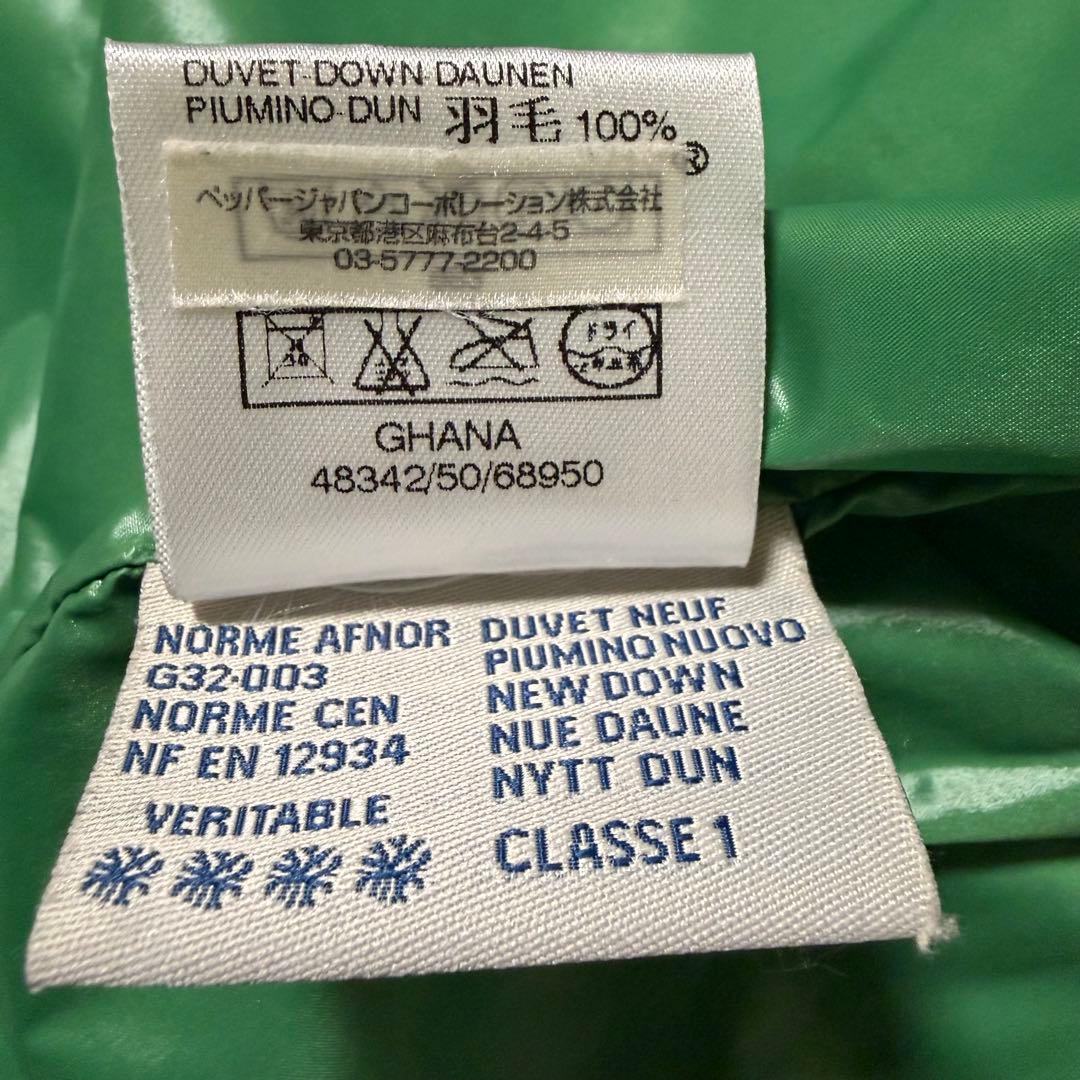 DUVET-DOWN-DAUNEN
PIUMINO-DUN 羽毛 100%
®
ペッパージャパンコーポレーション株式会社
東京都港区麻布台2-4-5
03-5777-2200
ドライ
GHANA
48342/50/68950
NORME AFNOR
G32-003
NORME CEN
NF EN 12934
VERITABLE
DUVET NEUF
PIUMINO NUOVO
NEW DOWN
NUE DAUNE
NYTT DUN
CLASSE 1